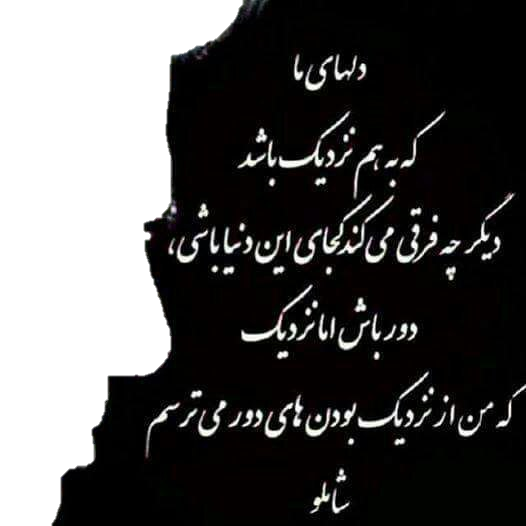 دلهای ما
که به هم نزدیک باشد
دیگر چه فرقی می کند کجای این دنیا باشی،
دور باش اما نزدیک
که من از نزدیک بودن های دور می ترسم
شاملو